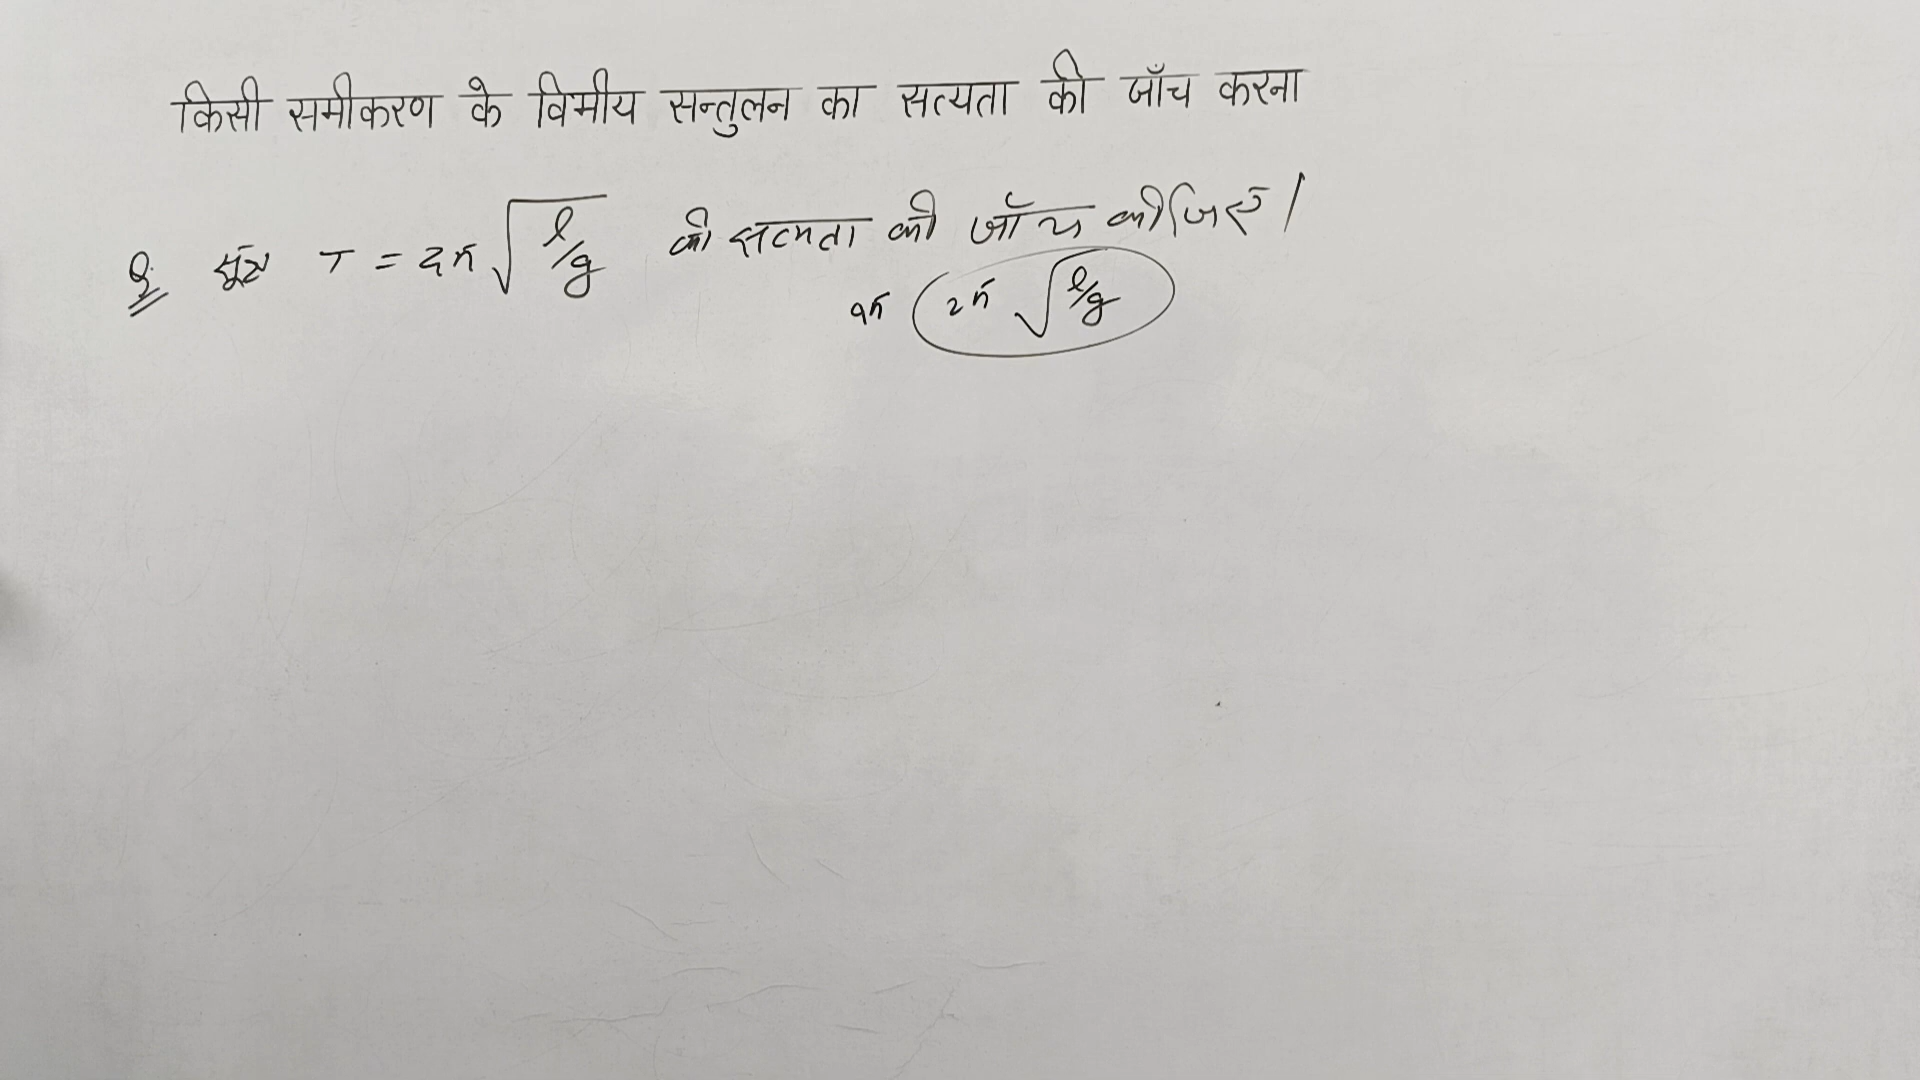 किसी समीकरण के विमीय सन्तुलन का सत्यता की जाँच करना
Q. सूत्र T = 2π √l/g की सत्यता की जाँच कीजिए।
2π √l/g